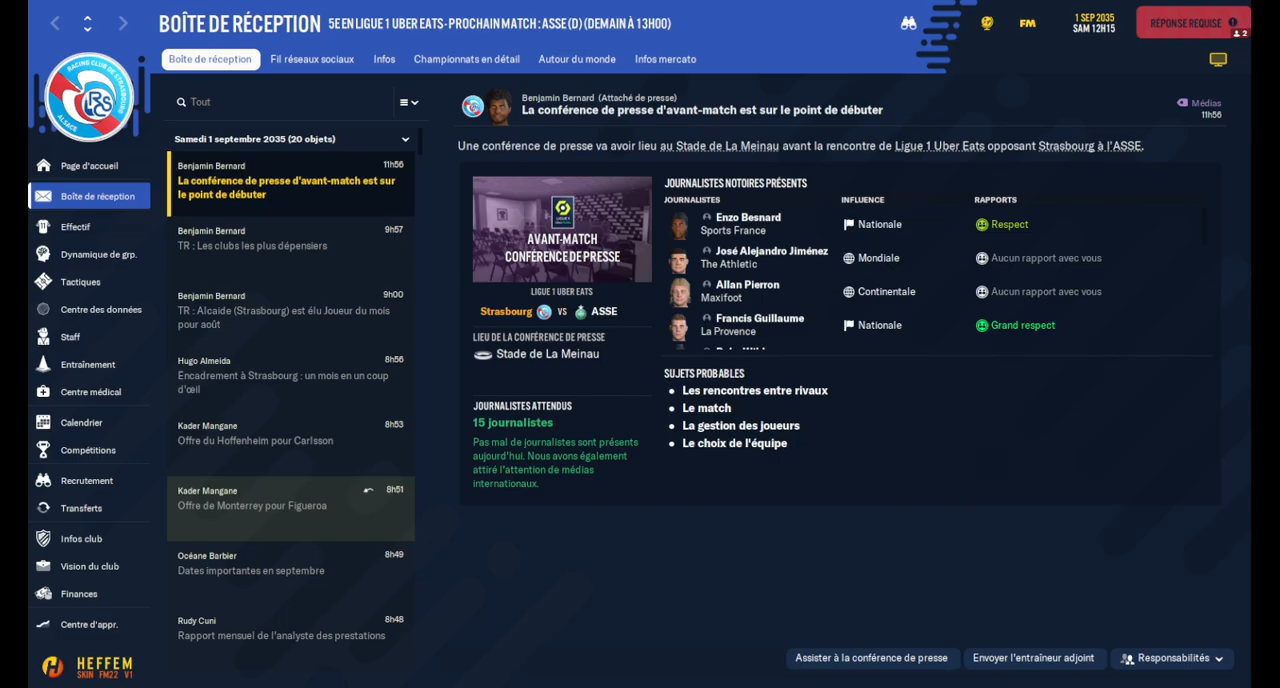 BOÎTE DE RÉCEPTION
5E EN LIGUE 1 UBER EATS - PROCHAIN MATCH : ASSE (D) (DEMAIN À 13H00)
FM
1 SEP 2035
SAM 12H15
RÉPONSE REQUISE
2
Boîte de réception
Fil réseaux sociaux
Infos
Championnats en détail
Autour du monde
Infos mercato
RACING CLUB DE STRASBOURG
RCS
ALSACE
Page d'accueil
Boîte de réception
Effectif
Dynamique de grp.
Tactiques
Centre des données
Staff
Entraînement
Centre médical
Calendrier
Compétitions
Recrutement
Transferts
Infos club
Vision du club
Finances
Centre d'appr.
HEFFEM
SKIN FM22 V1
Tout
Samedi 1 septembre 2035 (20 objets)
Benjamin Bernard 11h56
La conférence de presse d'avant-match est sur
le point de débuter
Benjamin Bernard 9h57
TR : Les clubs les plus dépensiers
Benjamin Bernard 9h00
TR : Alcaide (Strasbourg) est élu Joueur du mois
pour août
Hugo Almeida 8h56
Encadrement à Strasbourg : un mois en un coup
d'œil
Kader Mangane 8h53
Offre du Hoffenheim pour Carlsson
Kader Mangane 8h51
Offre de Monterrey pour Figueroa
Océane Barbier 8h49
Dates importantes en septembre
Rudy Cuni 8h48
Rapport mensuel de l'analyste des prestations
Benjamin Bernard (Attaché de presse)
La conférence de presse d'avant-match est sur le point de débuter
Médias
11h56
Une conférence de presse va avoir lieu au Stade de La Meinau avant la rencontre de Ligue 1 Uber Eats opposant Strasbourg à l'ASSE.
AVANT-MATCH
CONFÉRENCE DE PRESSE
LIGUE 1 UBER EATS
Strasbourg VS ASSE
LIEU DE LA CONFÉRENCE DE PRESSE
Stade de La Meinau
JOURNALISTES ATTENDUS
15 journalistes
Pas mal de journalistes sont présents
aujourd'hui. Nous avons également
attiré l'attention de médias
internationaux.
JOURNALISTES NOTOIRES PRÉSENTS
JOURNALISTES INFLUENCE RAPPORTS
Enzo Besnard
Sports France
Nationale
Respect
José Alejandro Jiménez
The Athletic
Mondiale
Aucun rapport avec vous
Allan Pierron
Maxifoot
Continentale
Aucun rapport avec vous
Francis Guillaume
La Provence
Nationale
Grand respect
SUJETS PROBABLES
• Les rencontres entre rivaux
• Le match
• La gestion des joueurs
• Le choix de l'équipe
Assister à la conférence de presse
Envoyer l'entraîneur adjoint
Responsabilités